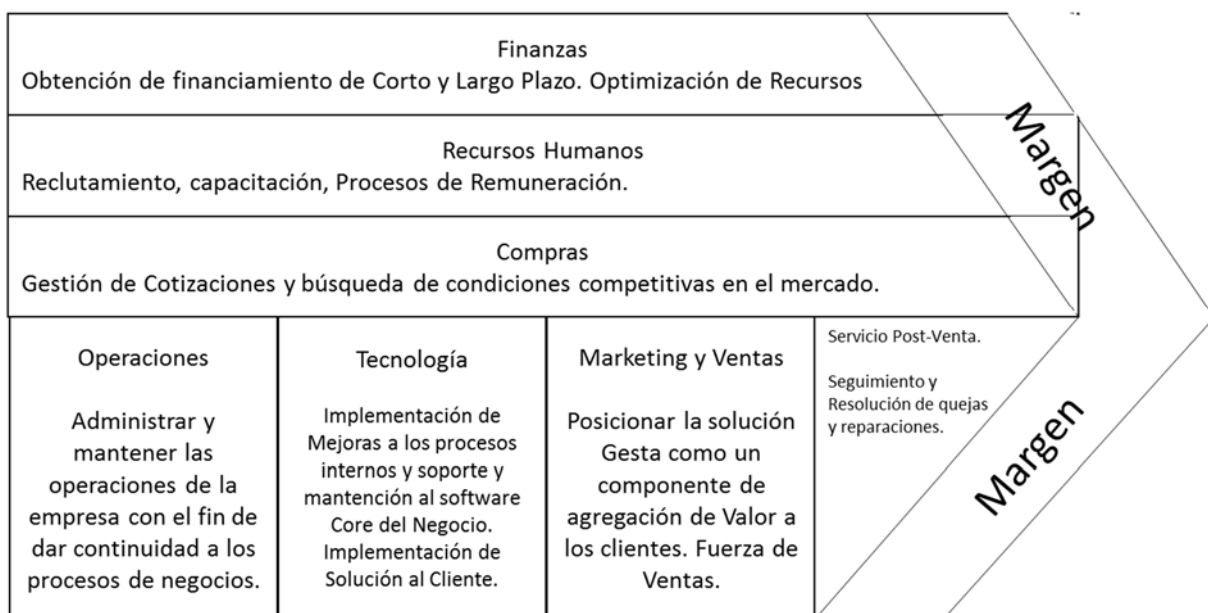 Finanzas
Obtención de financiamiento de Corto y Largo Plazo. Optimización de Recursos
Recursos Humanos
Reclutamiento, capacitación, Procesos de Remuneración.
Compras
Gestión de Cotizaciones y búsqueda de condiciones competitivas en el mercado.
Margen
Operaciones
Administrar y
mantener las
operaciones de la
empresa con el fin de
dar continuidad a los
procesos de negocios.
Tecnología
Implementación de
Mejoras a los procesos
internos y soporte y
mantención al software
Core del Negocio.
Implementación de
Solución al Cliente.
Marketing y Ventas
Posicionar la solución
Gesta como un
componente de
agregación de Valor a
los clientes. Fuerza de
Ventas.
Servicio Post-Venta.
Seguimiento y
Resolución de quejas
y reparaciones.
Margen